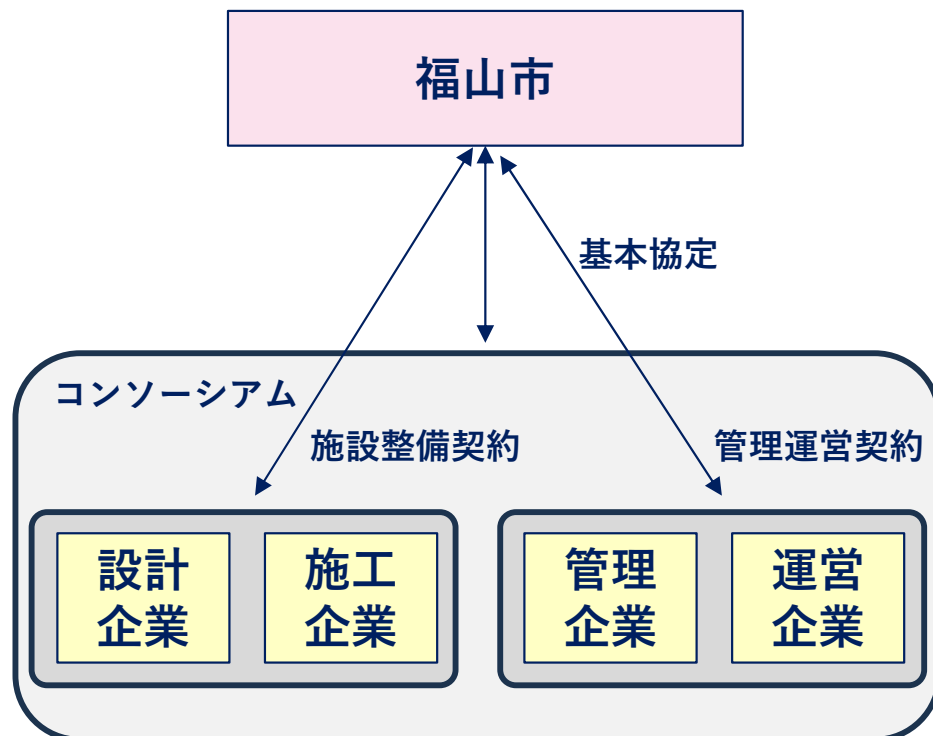 福山市
基本協定
コンソーシアム
施設整備契約
管理運営契約
設計
企業
施工
企業
管理
企業
運営
企業